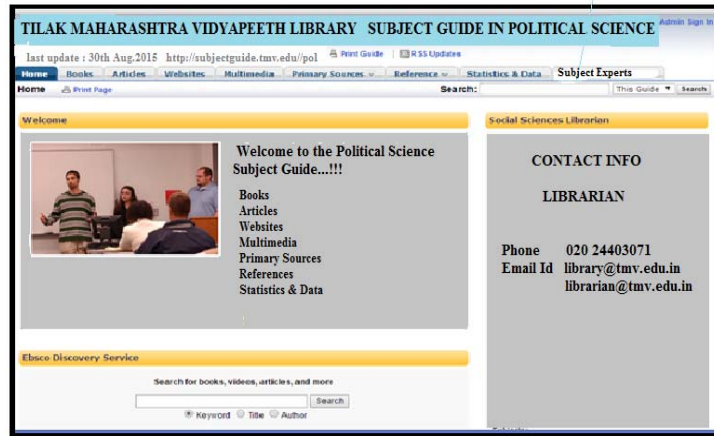 TILAK MAHARASHTRA VIDYAPEETH LIBRARY SUBJECT GUIDE IN POLITICAL SCIENCE
Admin Sign In
last update : 30th Aug.2015 http://subjectguide.tmv.edu//pol Print Guide RSS Updates
Home Books Articles Websites Multimedia Primary Sources Reference Statistics & Data Subject Experts
Home Print Page Search: This Guide Search
Welcome
Welcome to the Political Science
Subject Guide...!!!
Books
Articles
Websites
Multimedia
Primary Sources
References
Statistics & Data
Social Sciences Librarian
CONTACT INFO
LIBRARIAN
Phone 020 24403071
Email Id library@tmv.edu.in
librarian@tmv.edu.in
Ebsco Discovery Service
Search for books, videos, articles, and more
Search
Keyword Title Author